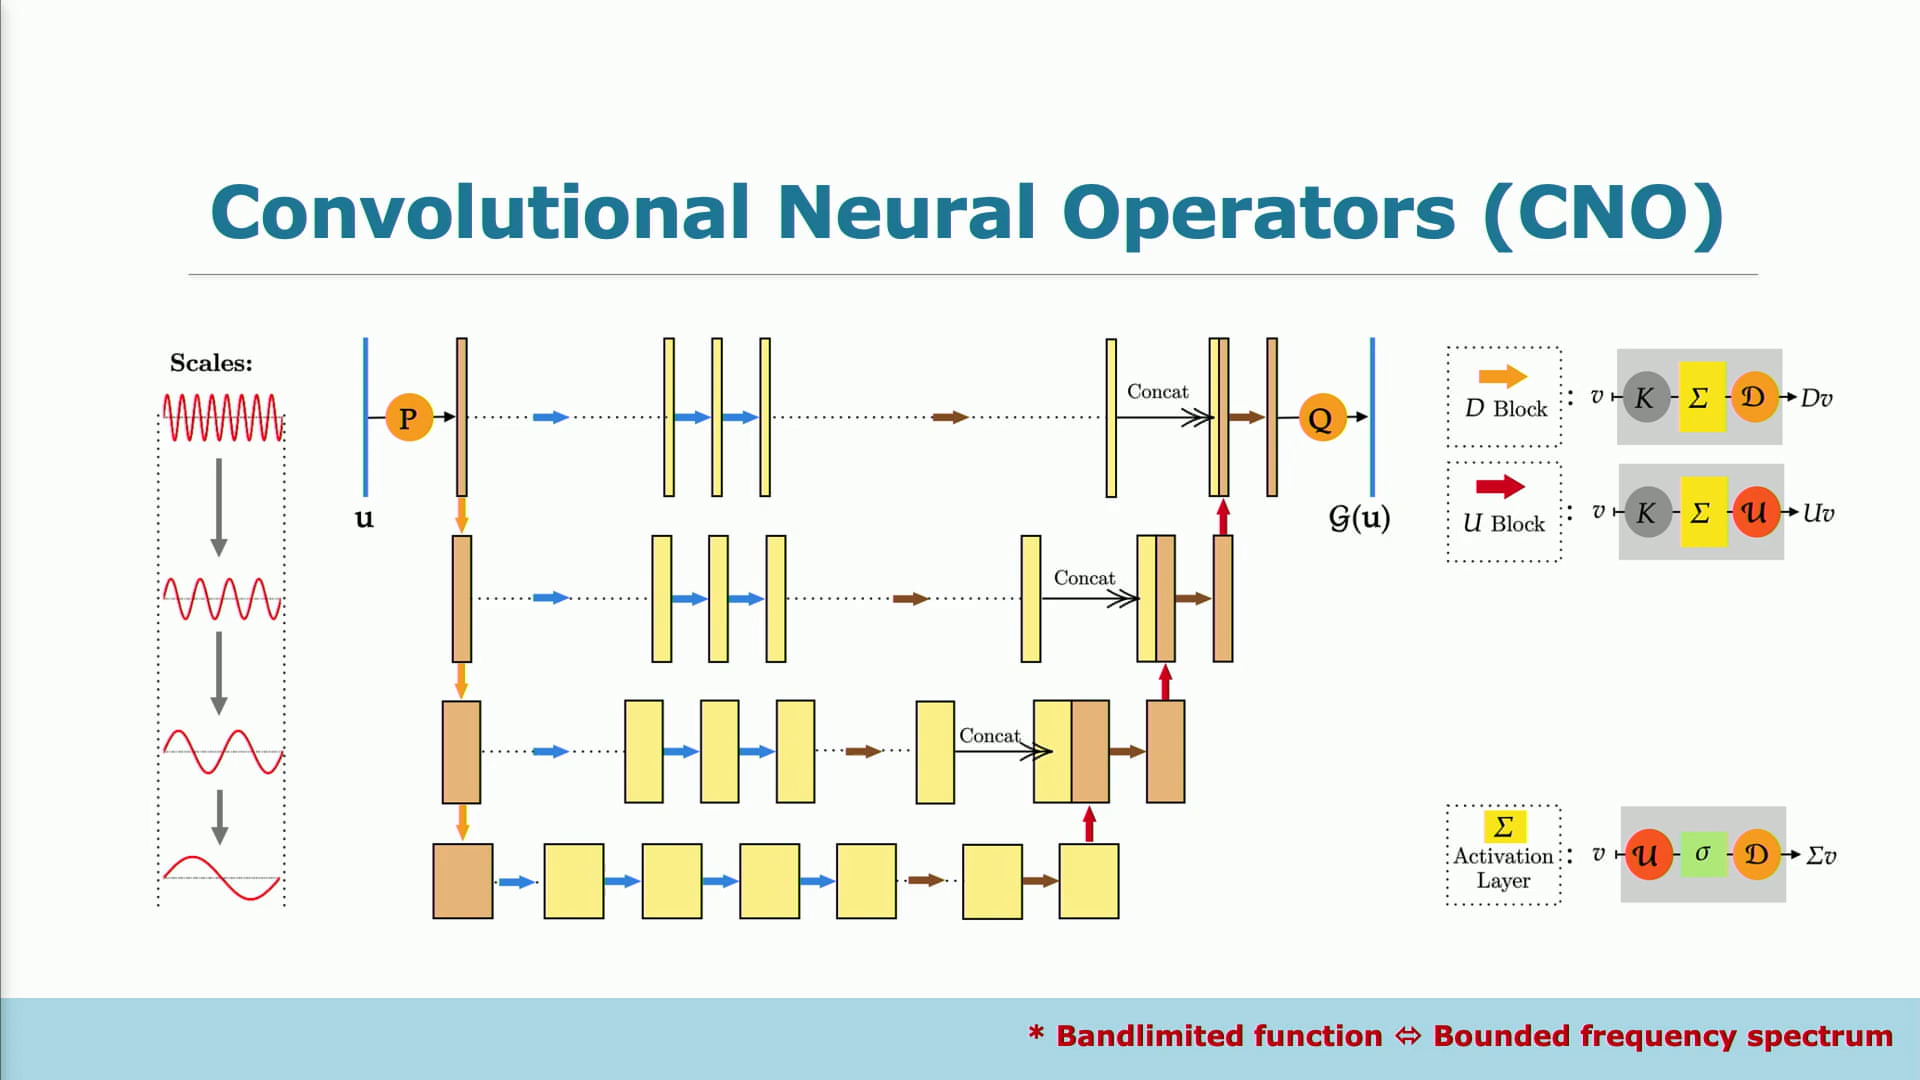 Convolutional Neural Operators (CNO)
Scales:
P
u
Concat
Q
𝒢(u)
Concat
Concat
D Block : v K Σ 𝒟 Dv
U Block : v K Σ 𝒰 Uv
Σ
Activation
Layer
: v 𝒰 σ 𝒟 Σv
* Bandlimited function ⇔ Bounded frequency spectrum